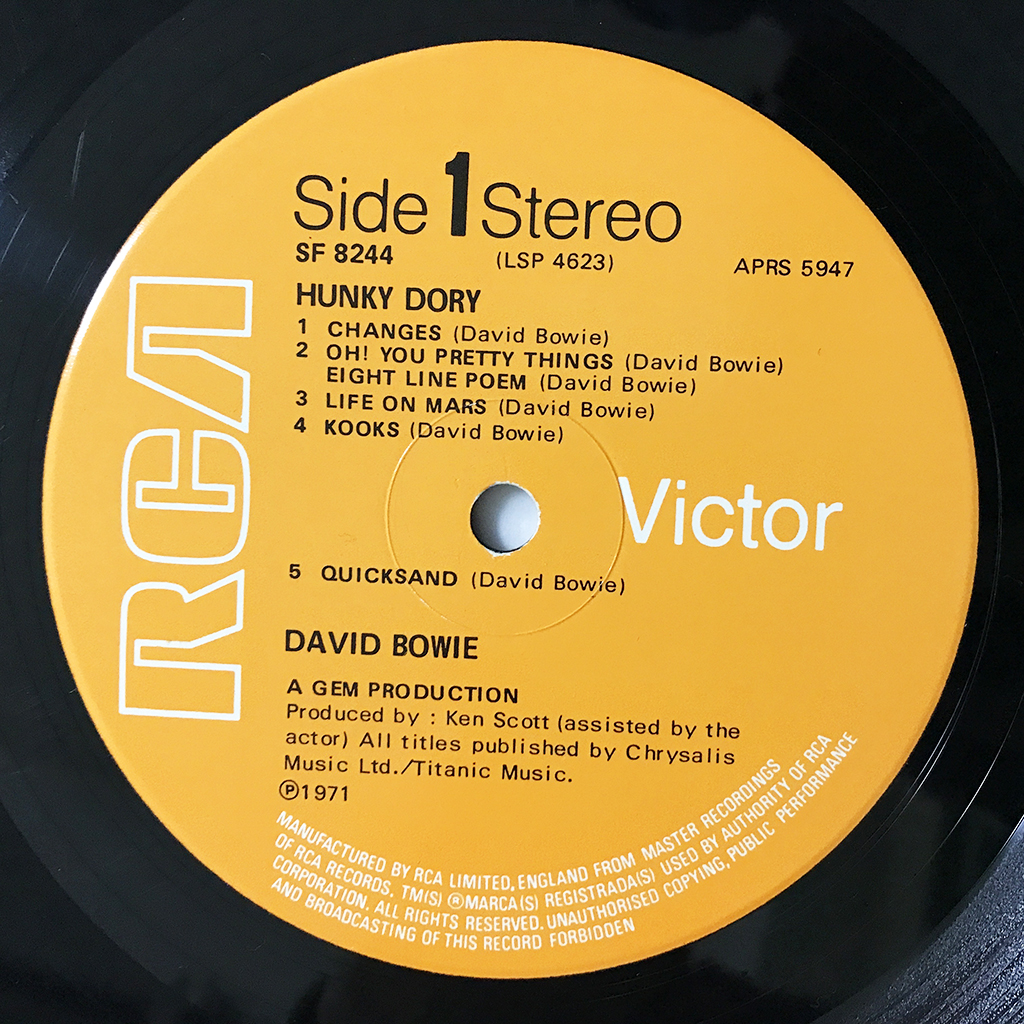 Side 1 Stereo
SF 8244 (LSP 4623) APRS 5947
HUNKY DORY
1 CHANGES (David Bowie)
2 OH! YOU PRETTY THINGS (David Bowie)
EIGHT LINE POEM (David Bowie)
3 LIFE ON MARS (David Bowie)
4 KOOKS (David Bowie)
RCA
Victor
5 QUICKSAND (David Bowie)
DAVID BOWIE
A GEM PRODUCTION
Produced by : Ken Scott (assisted by the
actor) All titles published by Chrysalis
Music Ltd./Titanic Music.
℗1971
MANUFACTURED BY RCA LIMITED, ENGLAND FROM MASTER RECORDINGS
OF RCA RECORDS. TM(S) ®MARCA(S) REGISTRADA(S) USED BY AUTHORITY OF RCA
CORPORATION. ALL RIGHTS RESERVED. UNAUTHORISED COPYING, PUBLIC PERFORMANCE
AND BROADCASTING OF THIS RECORD FORBIDDEN